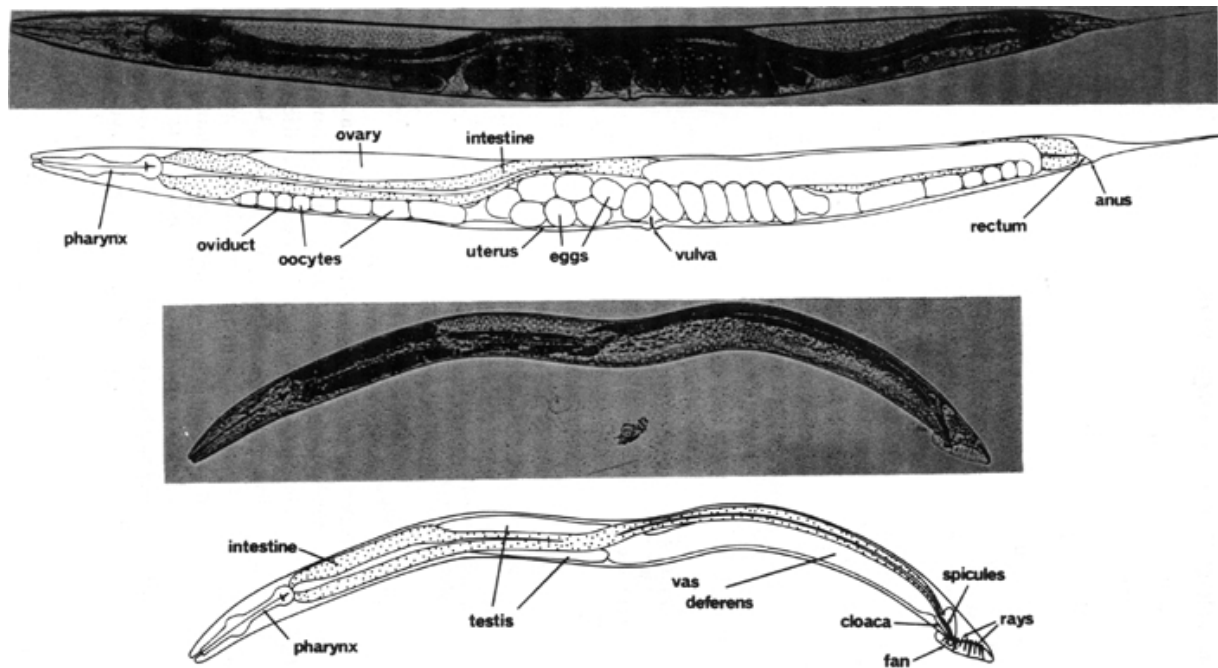 ovary
intestine
pharynx
oviduct
oocytes
uterus
eggs
vulva
rectum
anus
intestine
pharynx
testis
vas
deferens
spicules
cloaca
rays
fan